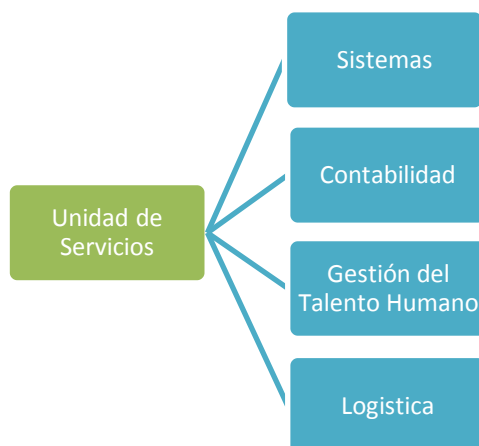 Sistemas
Contabilidad
Unidad de
Servicios
Gestión del
Talento Humano
Logistica